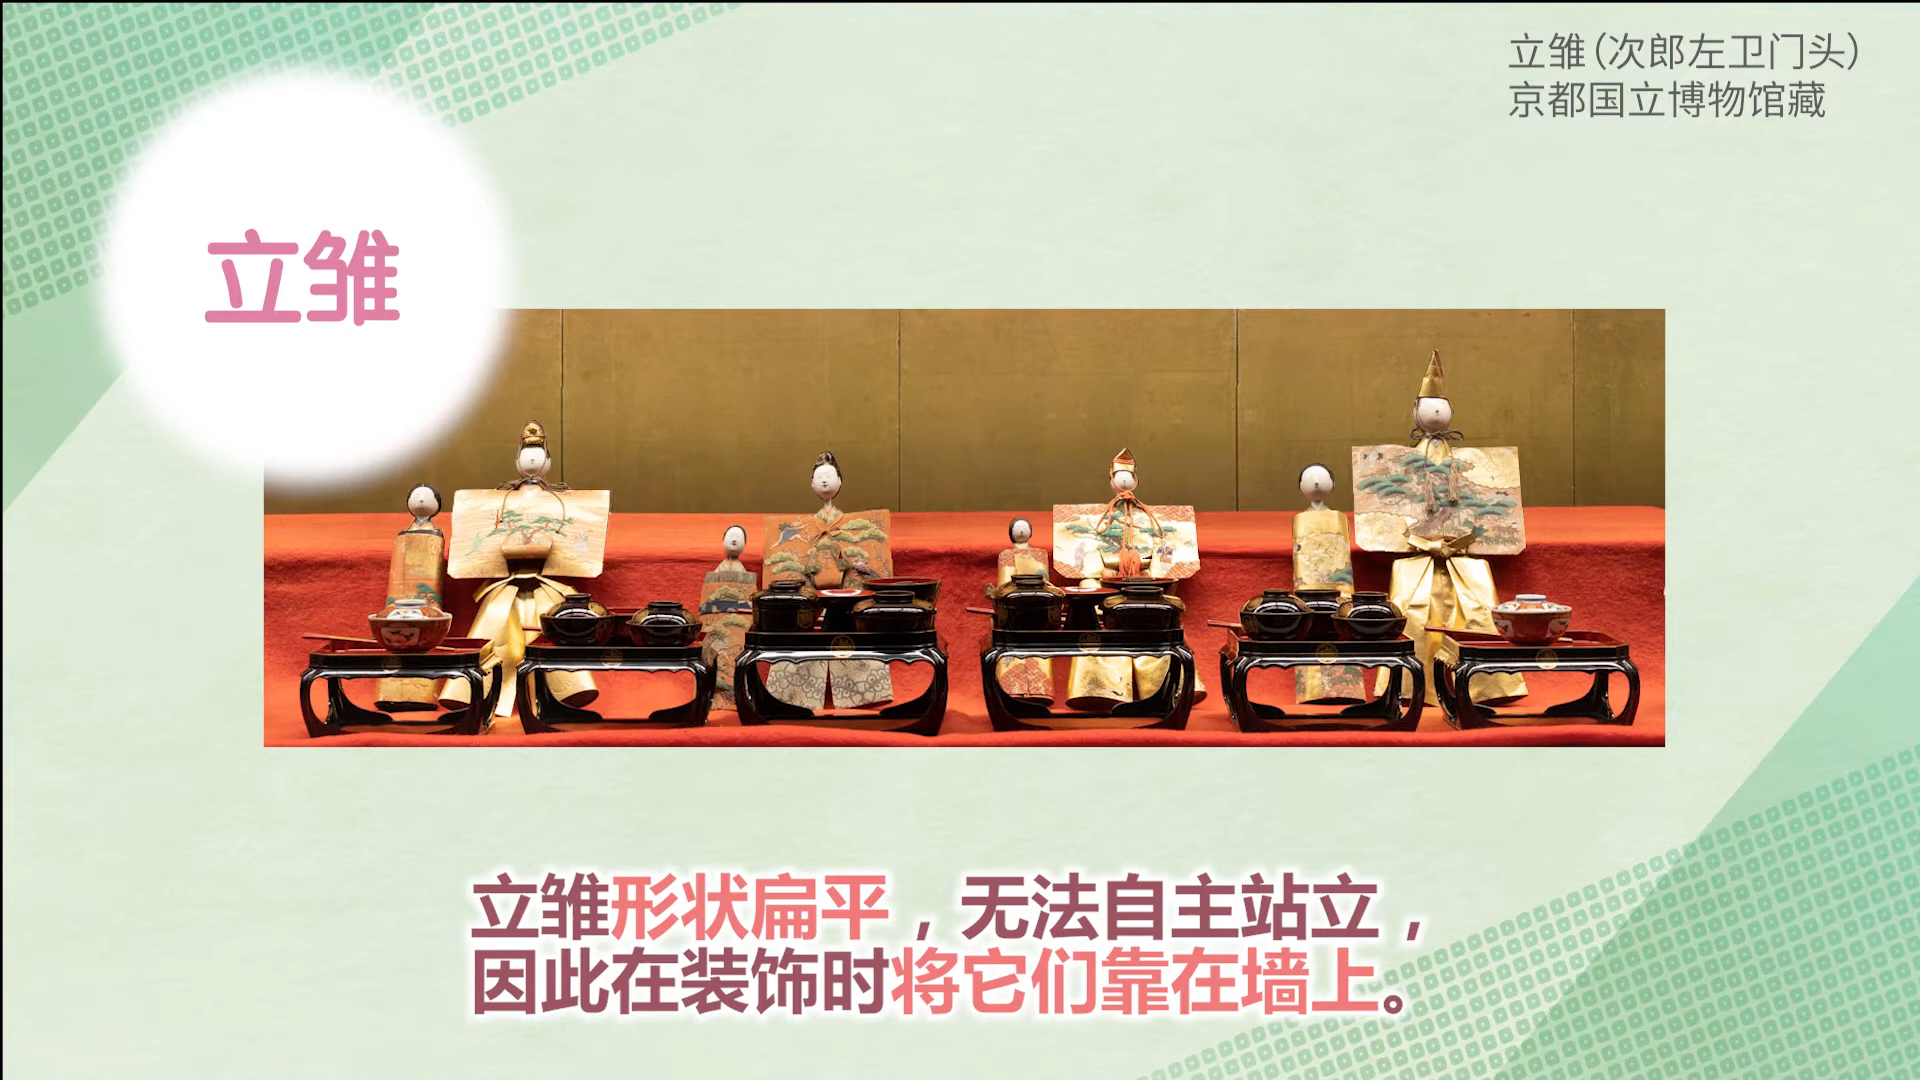 立雏(次郎左卫门头)
京都国立博物馆藏
立雏
立雏形状扁平，无法自主站立，
因此在装饰时将它们靠在墙上。